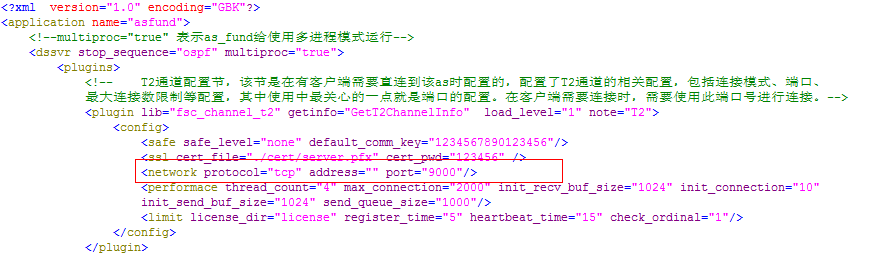 <?xml  version="1.0" encoding="GBK"?>
<application name="asfund">
<!--multiproc="true" 表示as_fund给使用多进程模式运行-->
<dssvr stop_sequence="ospf" multiproc="true">
<plugins>
<!--   T2通道配置节，该节是在有客户端需要直连到该as时配置的，配置了T2通道的相关配置，包括连接模式、端口、
最大连接数限制等配置，其中使用中最关心的一点就是端口的配置。在客户端需要连接时，需要使用此端口号进行连接。-->
<plugin lib="fsc_channel_t2" getinfo="GetT2ChannelInfo"  load_level="1" note="T2">
<config>
<safe safe_level="none" default_comm_key="1234567890123456"/>
<ssl cert_file="./cert/server.pfx" cert_pwd="123456" />
<network protocol="tcp" address="" port="9000"/>
<performace thread_count="4" max_connection="2000" init_recv_buf_size="1024" init_connection="10"
init_send_buf_size="1024" send_queue_size="1000"/>
<limit license_dir="license" register_time="5" heartbeat_time="15" check_ordinal="1"/>
</config>
</plugin>